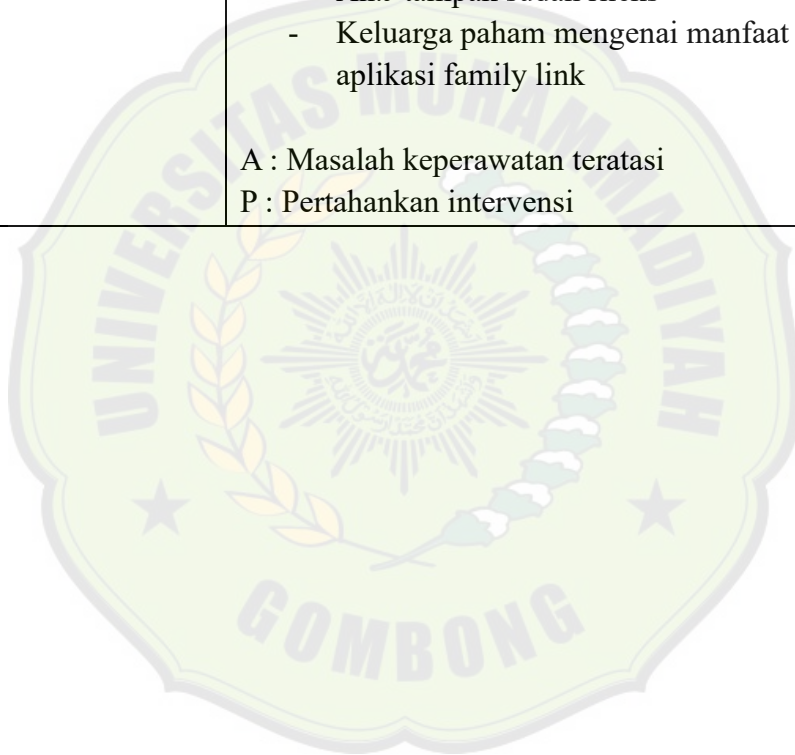 - Keluarga paham mengenai manfaat
aplikasi family link
A : Masalah keperawatan teratasi
P : Pertahankan intervensi
UNIVERSITAS MUHAMMADIYAH
GOMBONG